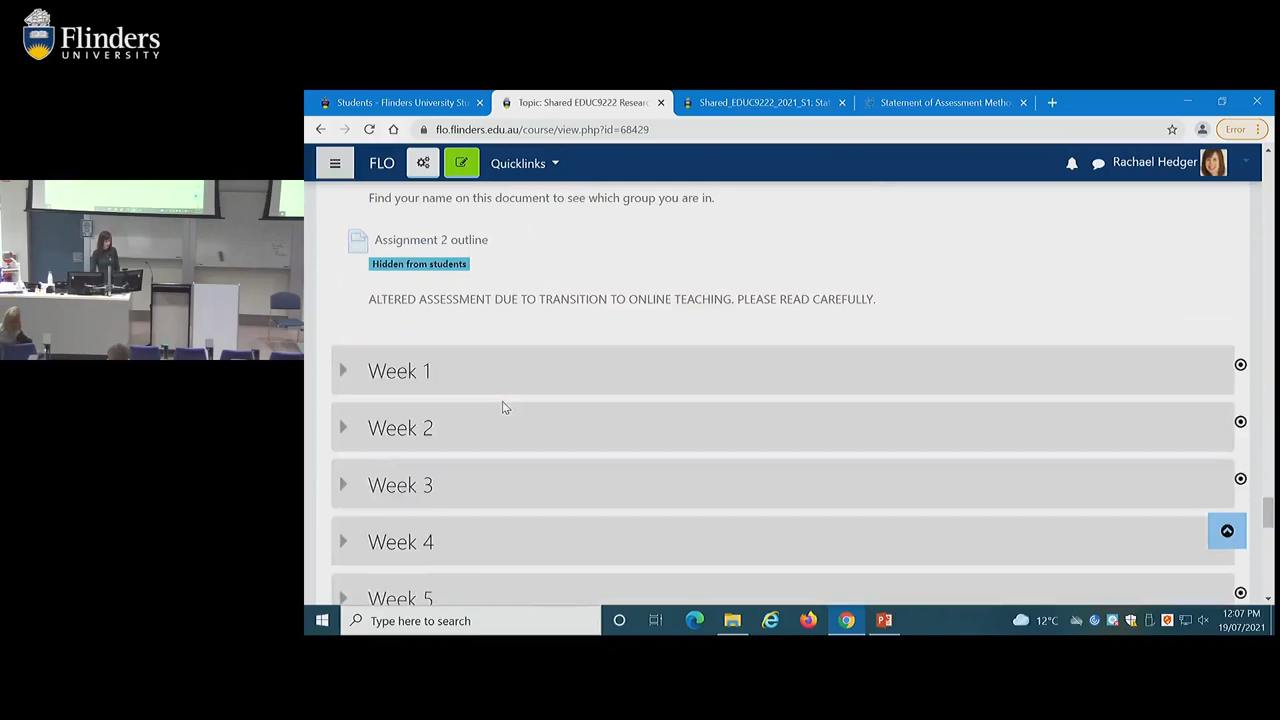 Flinders
UNIVERSITY
Students - Flinders University Stu
Topic: Shared EDUC9222 Resear
Shared_EDUC9222_2021_S1: Stat
Statement of Assessment Metho
flo.flinders.edu.au/course/view.php?id=68429
Error
FLO
Quicklinks
Rachael Hedger
Find your name on this document to see which group you are in.
Assignment 2 outline
Hidden from students
ALTERED ASSESSMENT DUE TO TRANSITION TO ONLINE TEACHING. PLEASE READ CAREFULLY.
Week 1
Week 2
Week 3
Week 4
Week 5
Type here to search
12°C
12:07 PM
19/07/2021